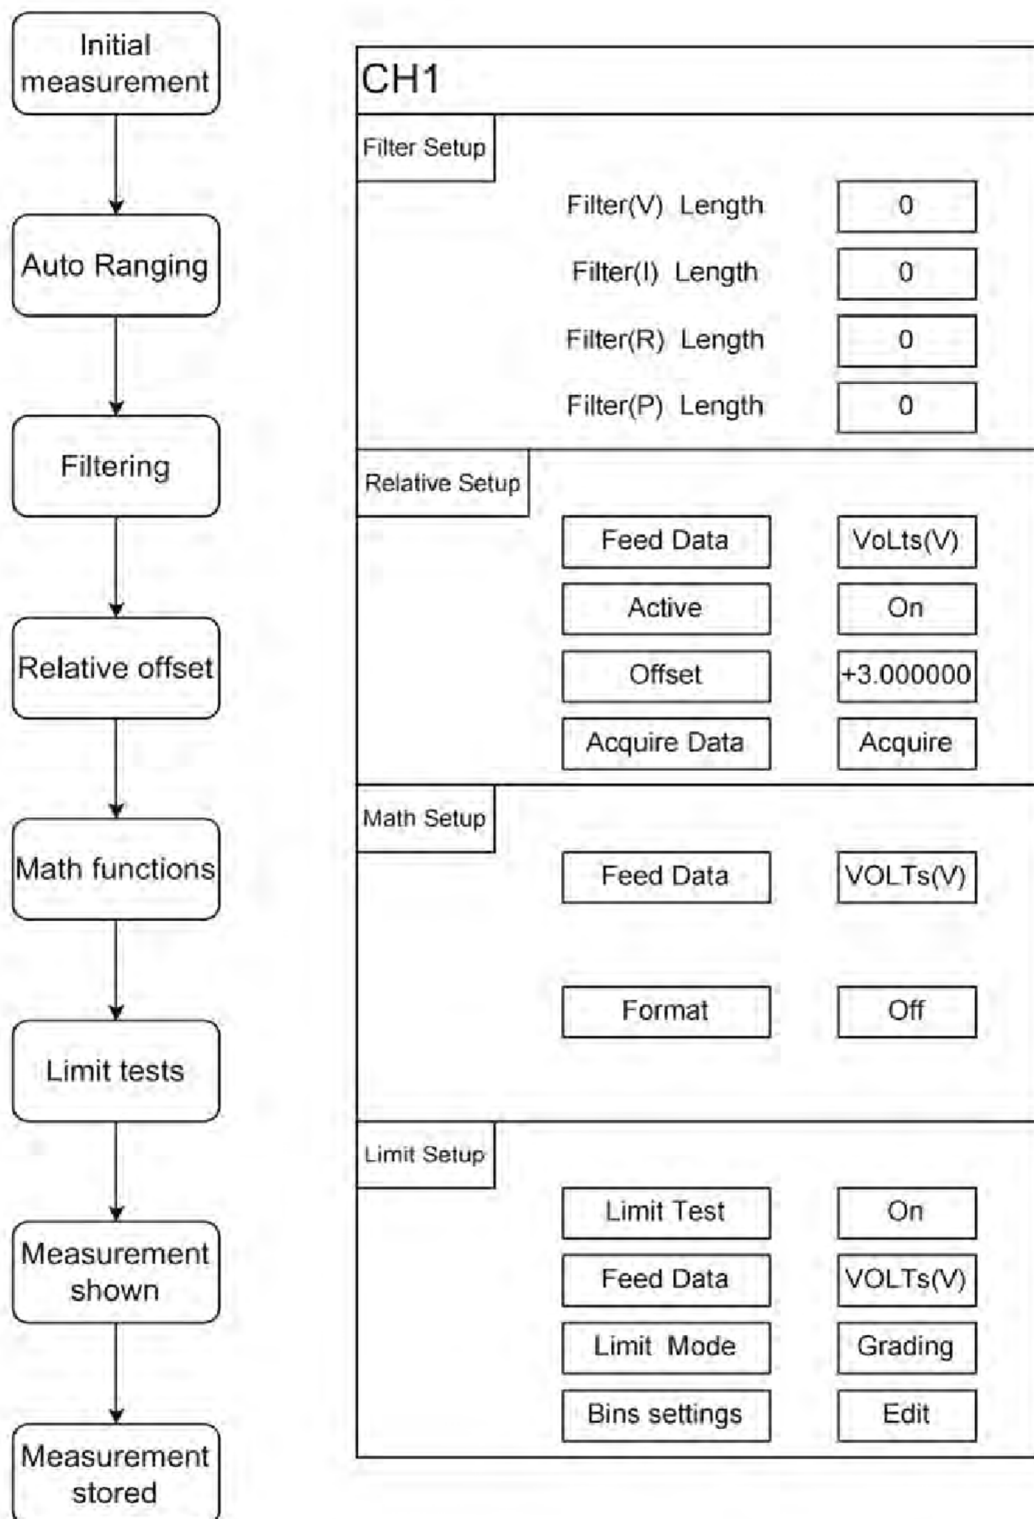 Initial
measurement
Auto Ranging
Filtering
Relative offset
Math functions
Limit tests
Measurement
shown
Measurement
stored
CH1
Filter Setup
Filter(V) Length 0
Filter(I) Length 0
Filter(R) Length 0
Filter(P) Length 0
Relative Setup
Feed Data VoLts(V)
Active On
Offset +3.000000
Acquire Data Acquire
Math Setup
Feed Data VOLTs(V)
Format Off
Limit Setup
Limit Test On
Feed Data VOLTs(V)
Limit Mode Grading
Bins settings Edit